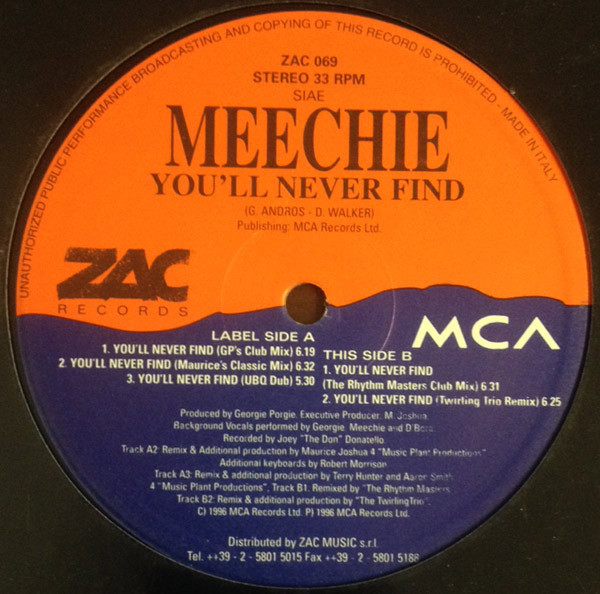 UNAUTHORIZED PUBLIC PERFORMANCE BROADCASTING AND COPYING OF THIS RECORD IS PROHIBITED - MADE IN ITALY
ZAC 069
STEREO 33 RPM
SIAE
MEECHIE
YOU'LL NEVER FIND
(G. ANDROS - D. WALKER)
Publishing: MCA Records Ltd.
ZAC
RECORDS
MCA
LABEL SIDE A
1. YOU'LL NEVER FIND (GP's Club Mix) 6.19
2. YOU'LL NEVER FIND (Maurice's Classic Mix) 6.32
3. YOU'LL NEVER FIND (UBQ Dub) 5.30
THIS SIDE B
1. YOU'LL NEVER FIND
(The Rhythm Masters Club Mix) 6 31
2. YOU'LL NEVER FIND (Twirling Trio Remix) 6 25
Produced by Georgie Porgie. Executive Producer. M. Joshua.
Background Vocals performed by Georgie, Meechie and D'Bora
Recorded by Joey "The Don" Donatello
Track A2: Remix & Additional production by Maurice Joshua 4 "Music Plant Productions"
Additional keyboards by Robert Morrison.
Track A3: Remix & additional production by Terry Hunter and Aaron Smith
4 "Music Plant Productions", Track B1. Remixed by "The Rhythm Masters
Track B2: Remix & additional production by "The TwirlingTrio".
C) 1996 MCA Records Ltd. P) 1996 MCA Records Ltd.
Distributed by ZAC MUSIC s.r.l.
Tel. ++39 - 2 - 5801 5015 Fax ++39 - 2 - 5801 5188